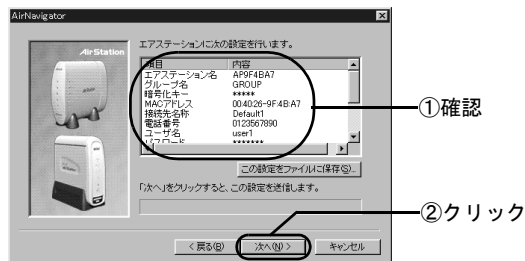 AirNavigator
AirStation
エアステーションに次の設定を行います。
項目 内容
エアステーション名 AP9F4BA7
グループ名 GROUP
暗号化キー *****
MACアドレス 00:40:26-9F:4B:A7
接続先名称 Default1
電話番号 0123567890
ユーザ名 user1
パスワード *******
①確認
この設定をファイルに保存(S)...
「次へ」をクリックすると、この設定を送信します。
②クリック
< 戻る(B)
次へ(N) >
キャンセル